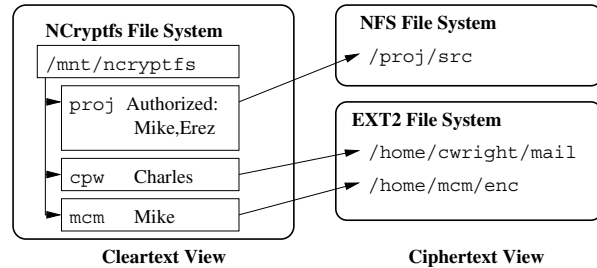 NCryptfs File System
/mnt/ncryptfs
proj Authorized:
Mike,Erez
cpw Charles
mcm Mike
Cleartext View
NFS File System
/proj/src
EXT2 File System
/home/cwright/mail
/home/mcm/enc
Ciphertext View